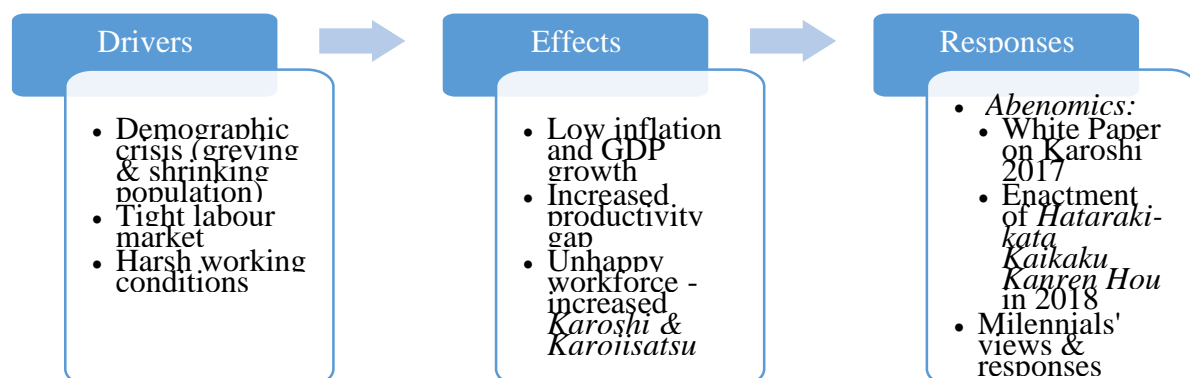 Drivers
Demographic
crisis (greying
& shrinking
population)
Tight labour
market
Harsh working
conditions
Effects
Low inflation
and GDP
growth
Increased
productivity
gap
Unhappy
workforce -
increased
Karoshi &
Karojisatsu
Responses
Abenomics:
White Paper
on Karoshi
2017
Enactment
of Hataraki-
kata
Kaikaku
Kanren Hou
in 2018
Milennials'
views &
responses